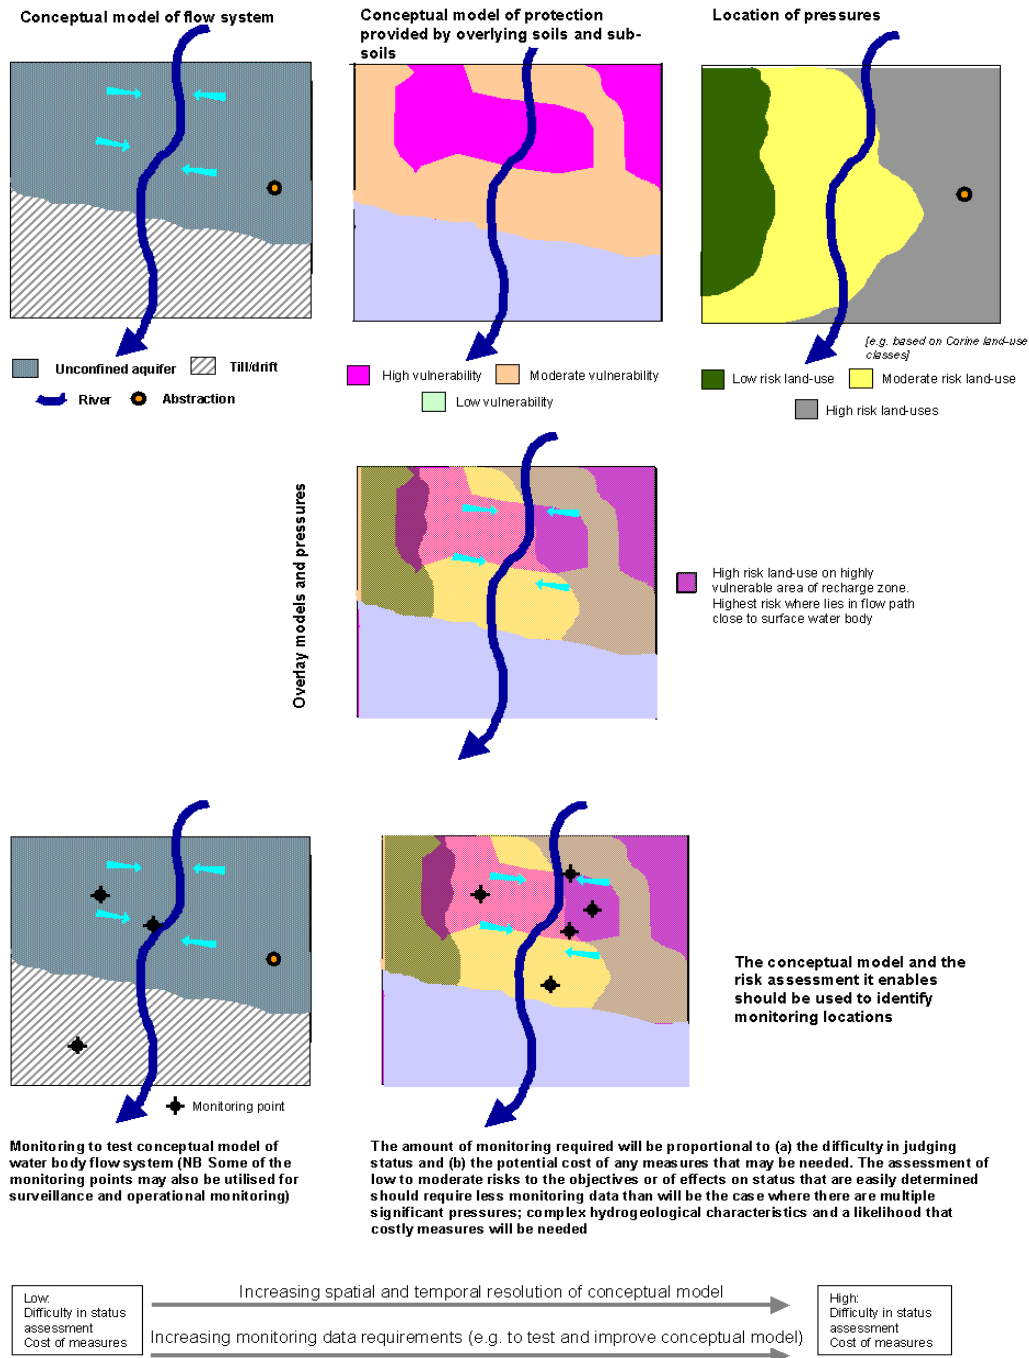 Conceptual model of flow system
Conceptual model of protection
provided by overlying soils and sub-
soils
Location of pressures
[e.g. based on Corine land-use
classes]
Unconfined aquifer
Till/drift
River
Abstraction
High vulnerability
Moderate vulnerability
Low vulnerability
Low risk land-use
Moderate risk land-use
High risk land-uses
Overlay models and pressures
High risk land-use on highly
vulnerable area of recharge zone.
Highest risk where lies in flow path
close to surface water body
The conceptual model and the
risk assessment it enables
should be used to identify
monitoring locations
Monitoring point
Monitoring to test conceptual model of
water body flow system (NB Some of the
monitoring points may also be utilised for
surveillance and operational monitoring)
The amount of monitoring required will be proportional to (a) the difficulty in judging
status and (b) the potential cost of any measures that may be needed. The assessment of
low to moderate risks to the objectives or of effects on status that are easily determined
should require less monitoring data than will be the case where there are multiple
significant pressures; complex hydrogeological characteristics and a likelihood that
costly measures will be needed
Low:
Difficulty in status
assessment
Cost of measures
Increasing spatial and temporal resolution of conceptual model
Increasing monitoring data requirements (e.g. to test and improve conceptual model)
High:
Difficulty in status
assessment
Cost of measures